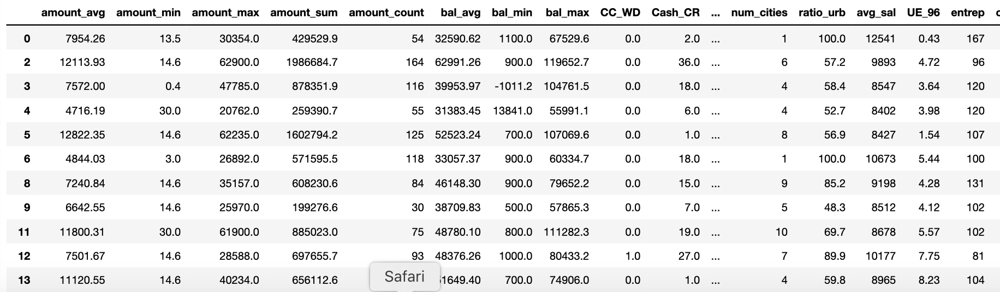 amount_avg amount_min amount_max amount_sum amount_count bal_avg bal_min bal_max CC_WD Cash_CR ... num_cities ratio_urb avg_sal UE_96 entrep
0 7954.26 13.5 30354.0 429529.9 54 32590.62 1100.0 67529.6 0.0 2.0 ... 1 100.0 12541 0.43 167
2 12113.93 14.6 62900.0 1986684.7 164 62991.26 900.0 119652.7 0.0 36.0 ... 6 57.2 9893 4.72 96
3 7572.00 0.4 47785.0 878351.9 116 39953.97 -1011.2 104761.5 0.0 18.0 ... 4 58.4 8547 3.64 120
4 4716.19 30.0 20762.0 259390.7 55 31383.45 13841.0 55991.1 0.0 6.0 ... 4 52.7 8402 3.98 120
5 12822.35 14.6 62235.0 1602794.2 125 52523.24 700.0 107069.6 0.0 1.0 ... 8 56.9 8427 1.54 107
6 4844.03 3.0 26892.0 571595.5 118 33057.37 900.0 60334.7 0.0 18.0 ... 1 100.0 10673 5.44 100
8 7240.84 14.6 35157.0 608230.6 84 46148.30 900.0 79652.2 0.0 15.0 ... 9 85.2 9198 4.28 131
9 6642.55 14.6 25970.0 199276.6 30 38709.83 500.0 57865.3 0.0 7.0 ... 5 48.3 8512 4.12 102
11 11800.31 30.0 61900.0 885023.0 75 48780.10 800.0 111282.3 0.0 19.0 ... 10 69.7 8678 5.57 102
12 7501.67 14.6 28588.0 697655.7 93 48376.26 1000.0 80433.2 1.0 27.0 ... 7 89.9 10177 7.75 81
13 11120.55 14.6 40234.0 656112.6 700.0 74906.0 0.0 1.0 ... 4 59.8 8965 8.23 104
Safari